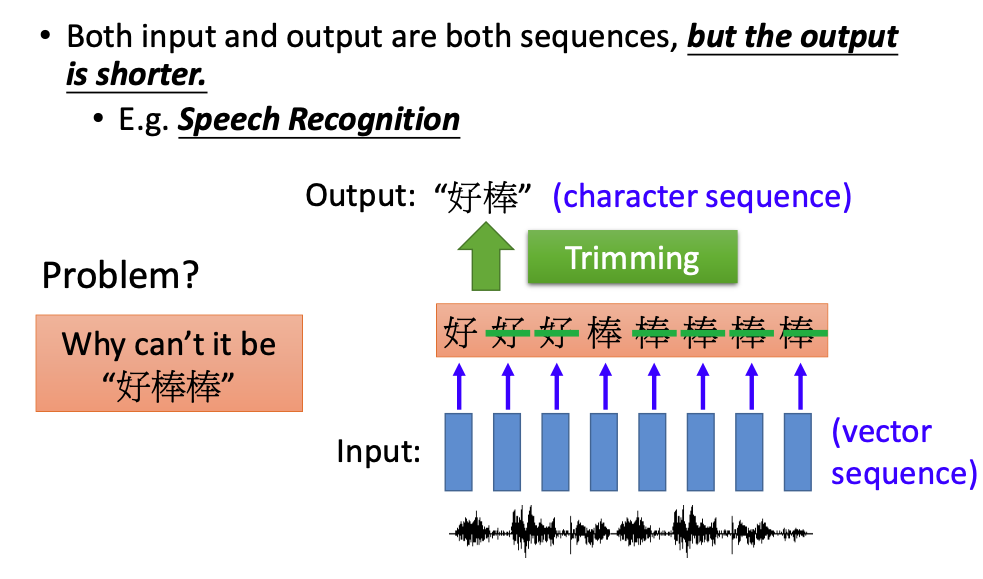 • Both input and output are both sequences, but the output
is shorter.
• E.g. Speech Recognition
Output: “好棒” (character sequence)
Trimming
Problem?
Why can’t it be
“好棒棒”
好 好 好 棒 棒 棒 棒 棒
Input:
(vector
sequence)